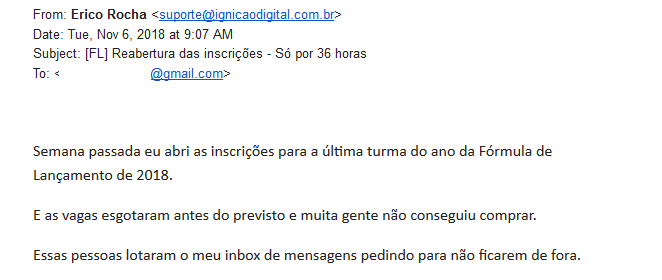 From: Erico Rocha <suporte@ignicaodigital.com.br>
Date: Tue, Nov 6, 2018 at 9:07 AM
Subject: [FL] Reabertura das inscrições - Só por 36 horas
To: < @gmail.com>
Semana passada eu abri as inscrições para a última turma do ano da Fórmula de
Lançamento de 2018.
E as vagas esgotaram antes do previsto e muita gente não conseguiu comprar.
Essas pessoas lotaram o meu inbox de mensagens pedindo para não ficarem de fora.